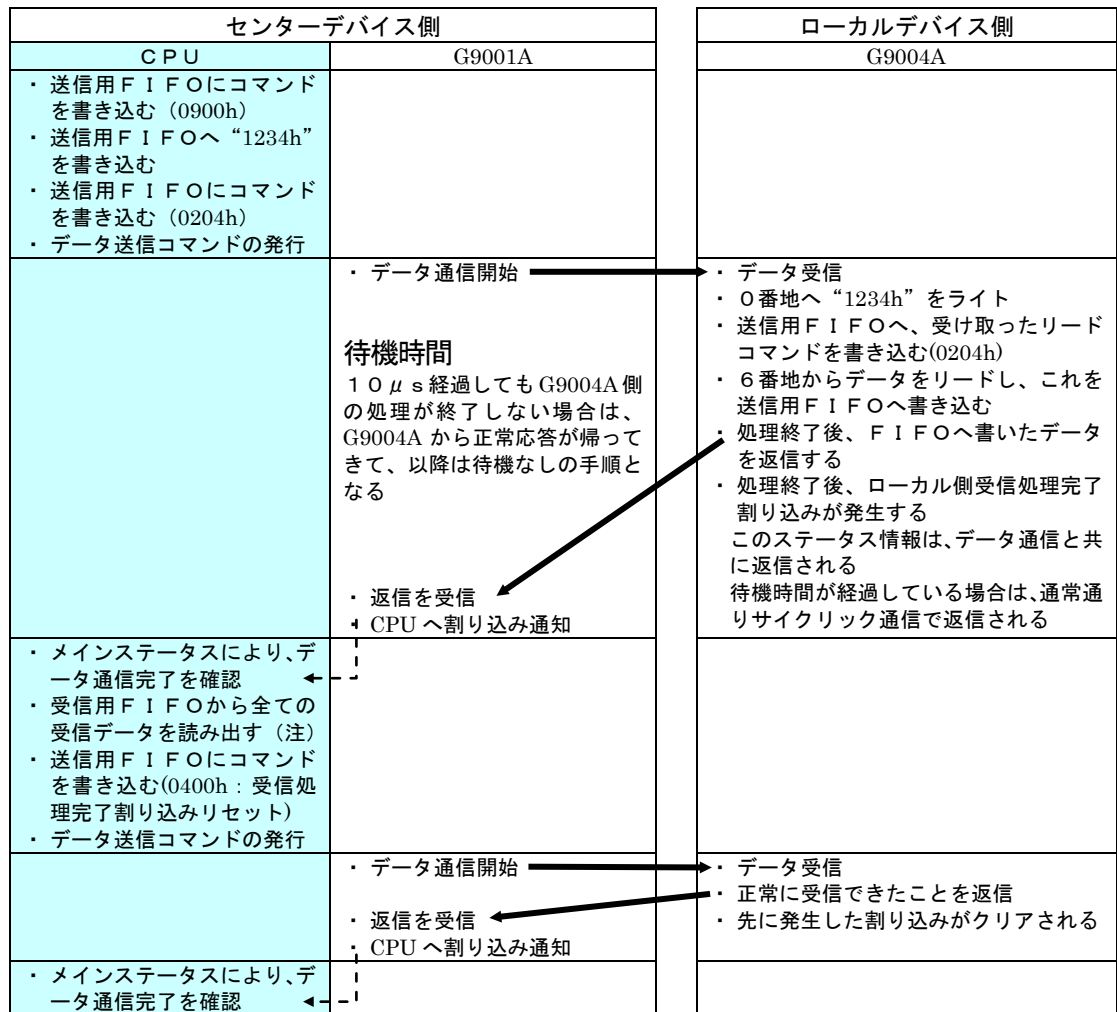 センターデバイス側
ローカルデバイス側
ＣＰＵ
G9001A
G9004A
・ 送信用ＦＩＦＯにコマンド
を書き込む（0900h）
・ 送信用ＦＩＦＯへ“1234h”
を書き込む
・ 送信用ＦＩＦＯにコマンド
を書き込む（0204h）
・ データ送信コマンドの発行
・ データ通信開始
待機時間
１０μｓ経過しても G9004A 側
の処理が終了しない場合は、
G9004A から正常応答が帰って
きて、以降は待機なしの手順と
なる
・ 返信を受信
・ CPU へ割り込み通知
・ データ受信
・ ０番地へ“1234h”をライト
・ 送信用ＦＩＦＯへ、受け取ったリード
コマンドを書き込む(0204h)
・ ６番地からデータをリードし、これを
送信用ＦＩＦＯへ書き込む
・ 処理終了後、ＦＩＦＯへ書いたデータ
を返信する
・ 処理終了後、ローカル側受信処理完了
割り込みが発生する
このステータス情報は、データ通信と共
に返信される
待機時間が経過している場合は、通常通
りサイクリック通信で返信される
・ メインステータスにより、デ
ータ通信完了を確認
・ 受信用ＦＩＦＯから全ての
受信データを読み出す（注）
・ 送信用ＦＩＦＯにコマンド
を書き込む(0400h：受信処
理完了割り込みリセット)
・ データ送信コマンドの発行
・ データ通信開始
・ 返信を受信
・ CPU へ割り込み通知
・ データ受信
・ 正常に受信できたことを返信
・ 先に発生した割り込みがクリアされる
・ メインステータスにより、デ
ータ通信完了を確認